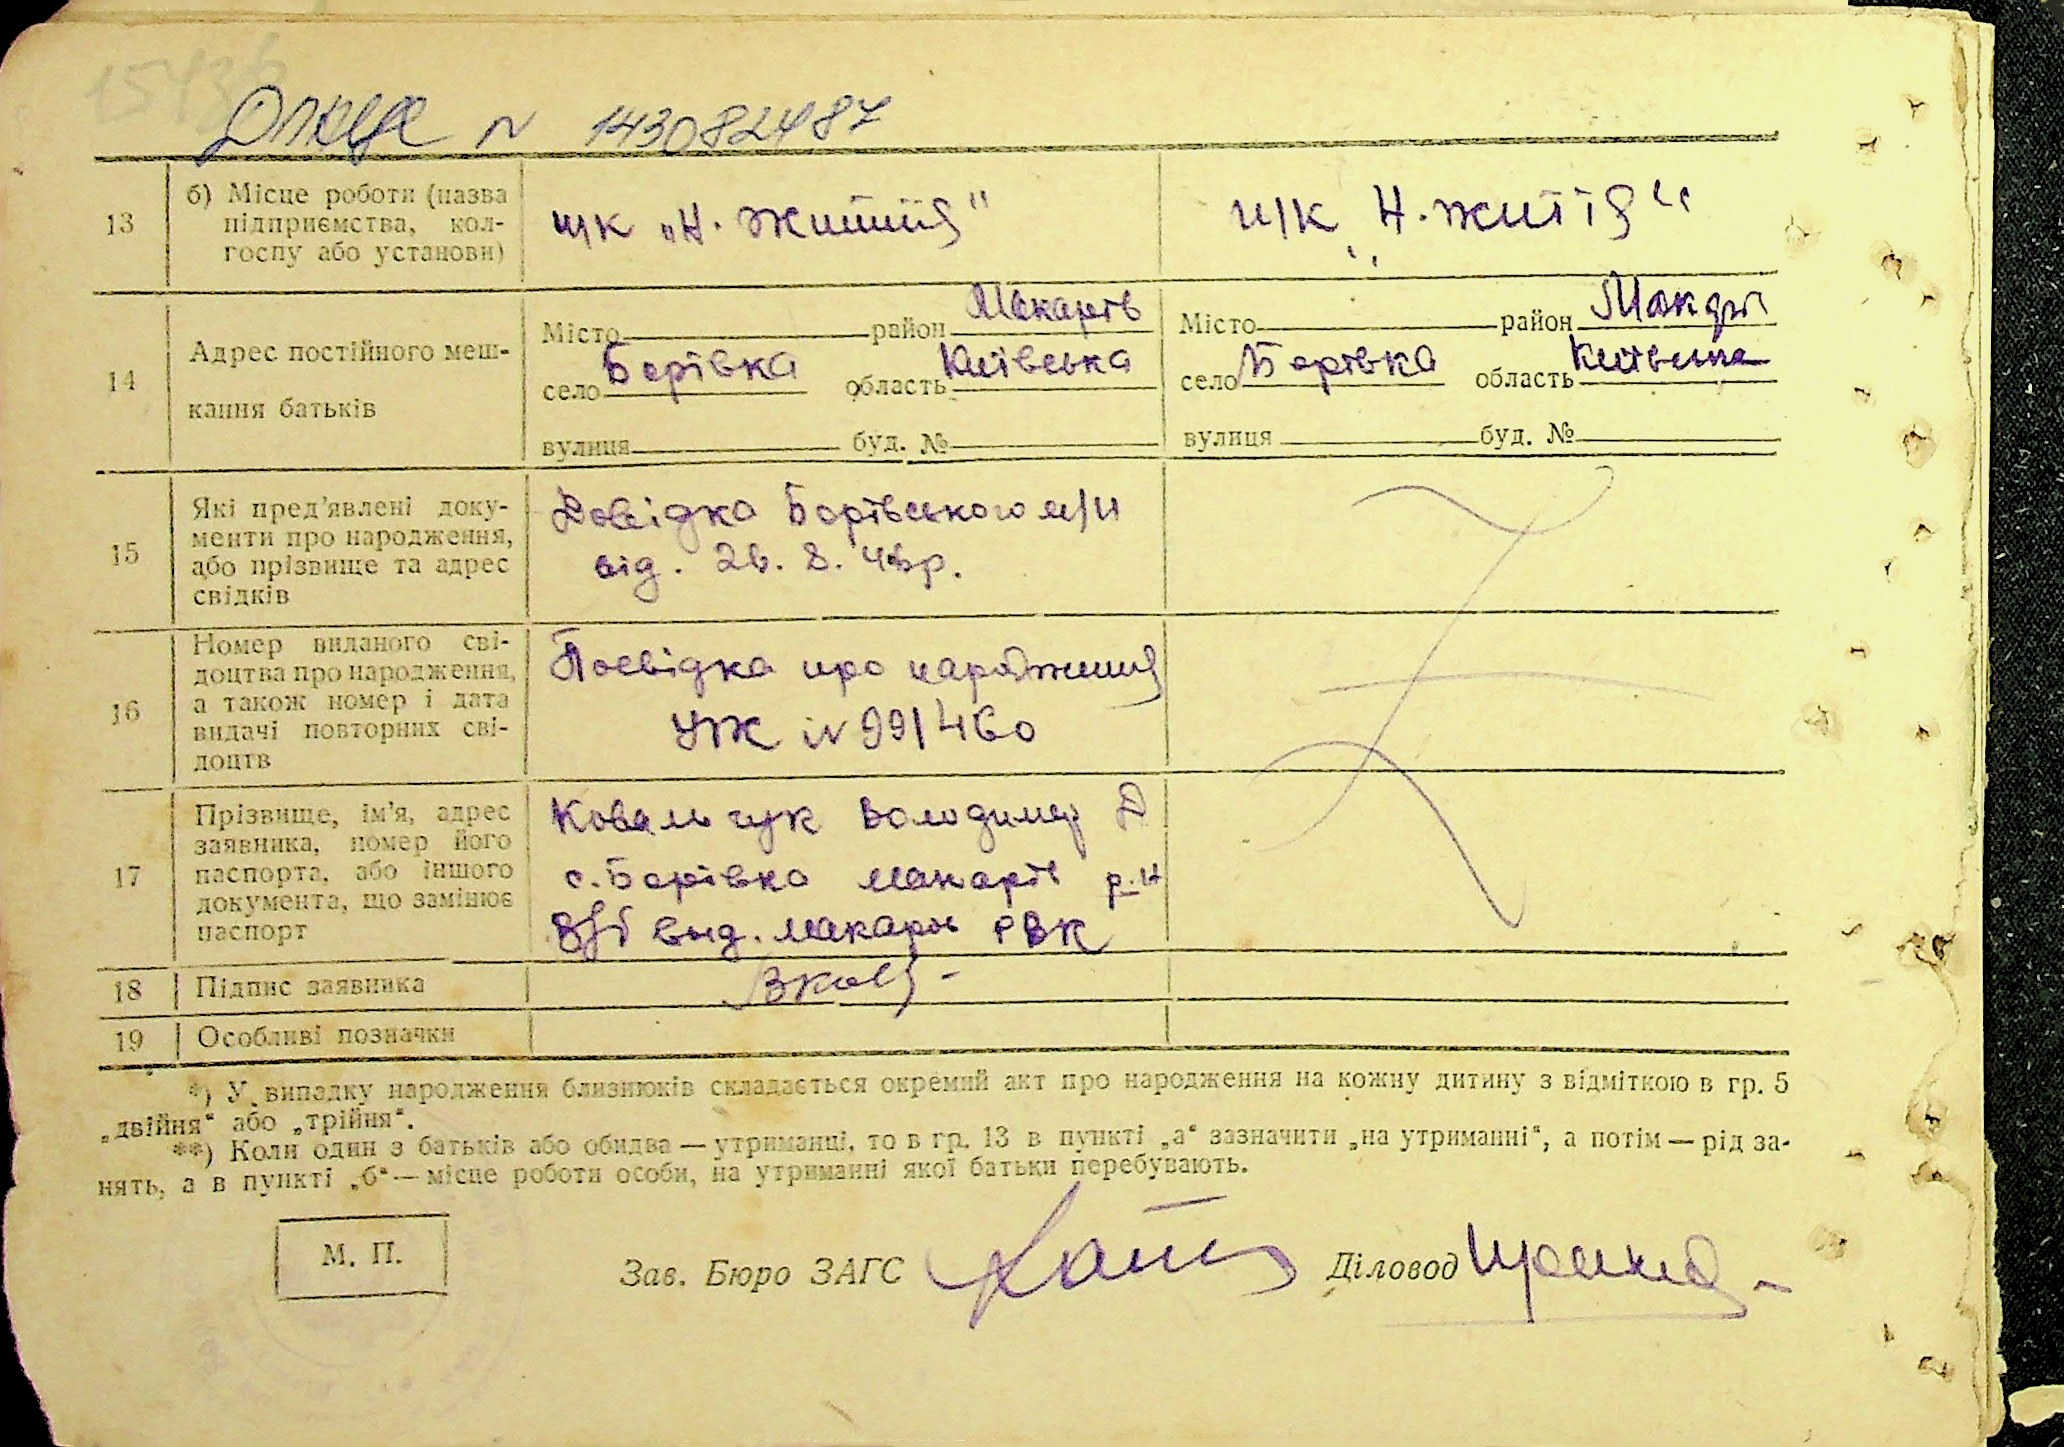 N 143082487
13
б) Місце роботи (назва
підприємства, кол-
госпу або установи)
ч/к „Н. життя"
ч/к „Н. життя"
14
Адрес постійного меш-
кання батьків
Місто район Макарів
село Борівка область Київська
вулиця буд. №
Місто район Макарів
село Борівка область Київська
вулиця буд. №
15
Які пред'явлені доку-
менти про народження,
або прізвище та адрес
свідків
Довідка Борівського м/п
від. 26. 8. 48р.
16
Номер виданого сві-
доцтва про народження,
а також номер і дата
видачі повторних сві-
доцтв
Посвідка про народження
УЖ № 991460
17
Прізвище, ім'я, адрес
заявника, номер його
паспорта, або іншого
документа, що замінює
паспорт
Ковальчук Володимир Д
с. Борівка Макарів р-н
в/б выд. Макарів РВК
18
Підпис заявника
19
Особливі позначки
*) У випадку народження близнюків складається окремий акт про народження на кожну дитину з відміткою в гр. 5
„двійня" або „трійня".
**) Коли один з батьків або обидва — утриманці, то в гр. 13 в пункті „а" зазначити „на утриманні", а потім — рід за-
нять, а в пункті „б" — місце роботи особи, на утриманні якої батьки перебувають.
М. П.
Зав. Бюро ЗАГС
Діловод